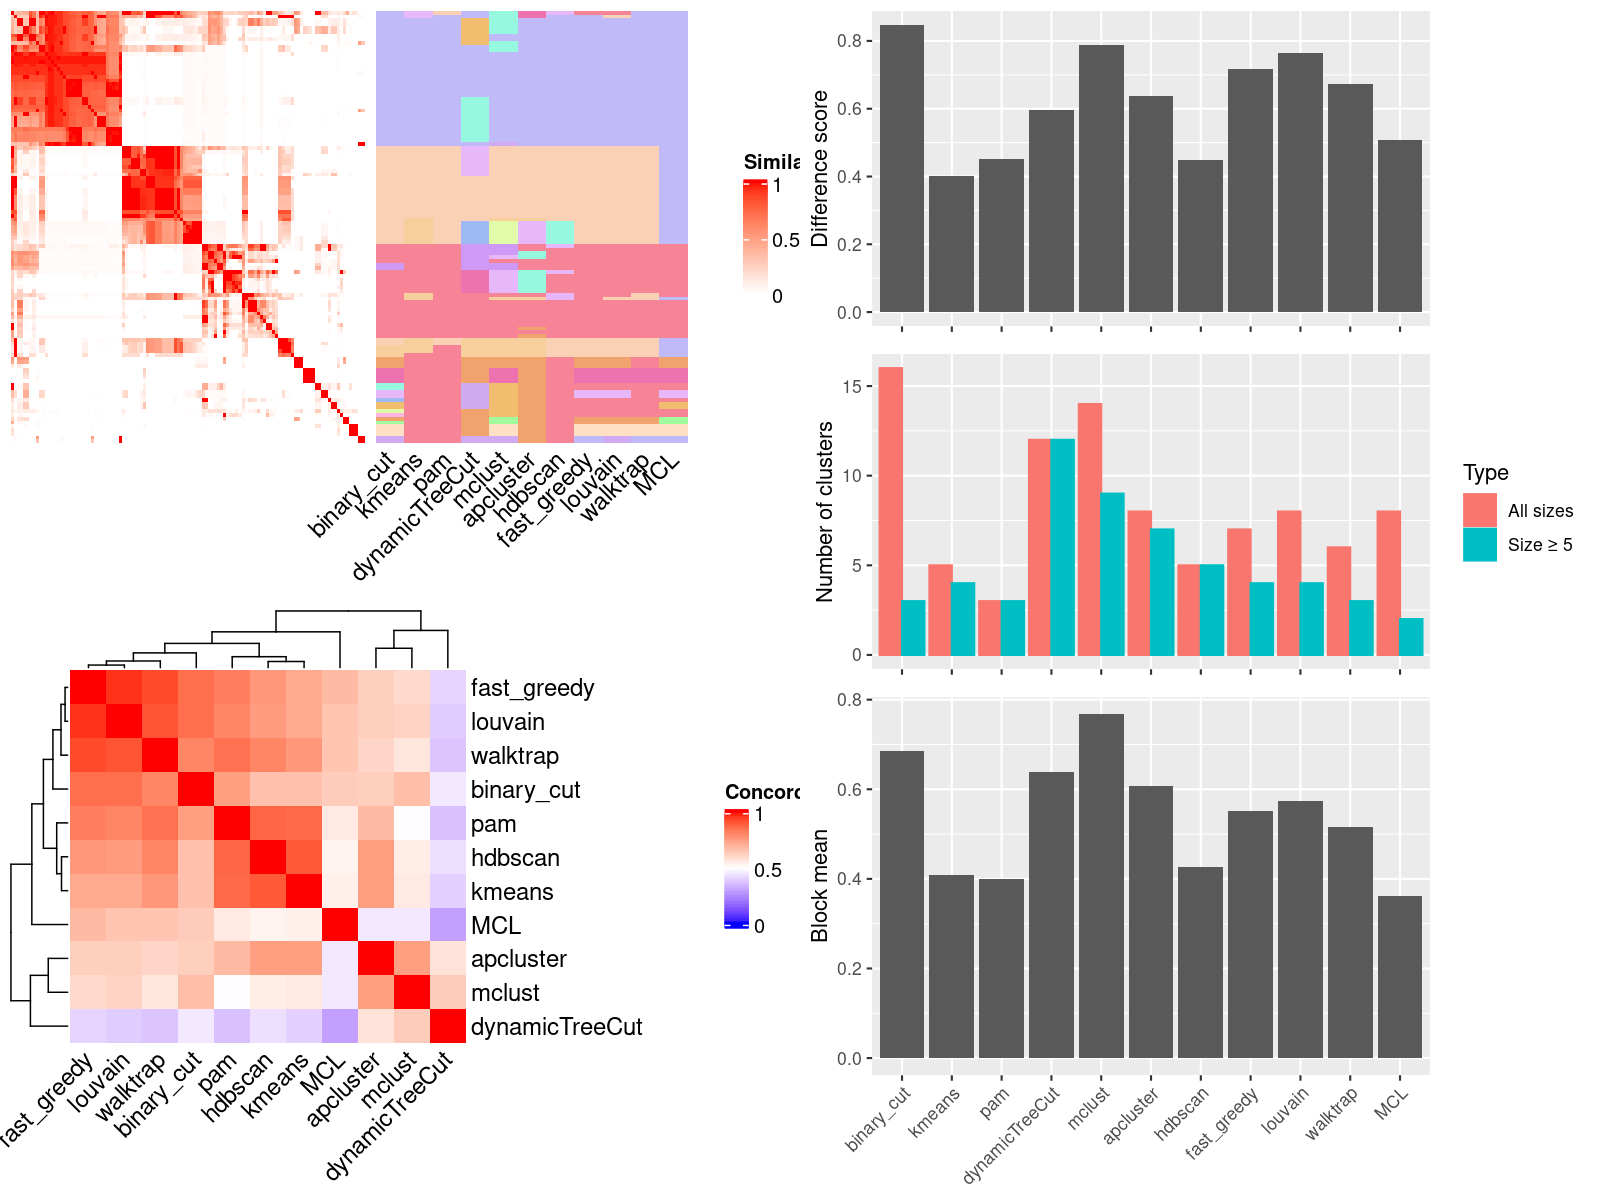 Simila
1
0.5
0
binary_cut
kmeans
pam
dynamicTreeCut
mclust
apcluster
hdbscan
fast_greedy
louvain
walktrap
MCL
fast_greedy
louvain
walktrap
binary_cut
pam
hdbscan
kmeans
MCL
apcluster
mclust
dynamicTreeCut
Concord
1
0.5
0
fast_greedy
louvain
walktrap
binary_cut
pam
hdbscan
kmeans
MCL
apcluster
mclust
dynamicTreeCut
Difference score
0.8
0.6
0.4
0.2
0.0
Number of clusters
15
10
5
0
Type
All sizes
Size ≥ 5
Block mean
0.8
0.6
0.4
0.2
0.0
binary_cut
kmeans
pam
dynamicTreeCut
mclust
apcluster
hdbscan
fast_greedy
louvain
walktrap
MCL